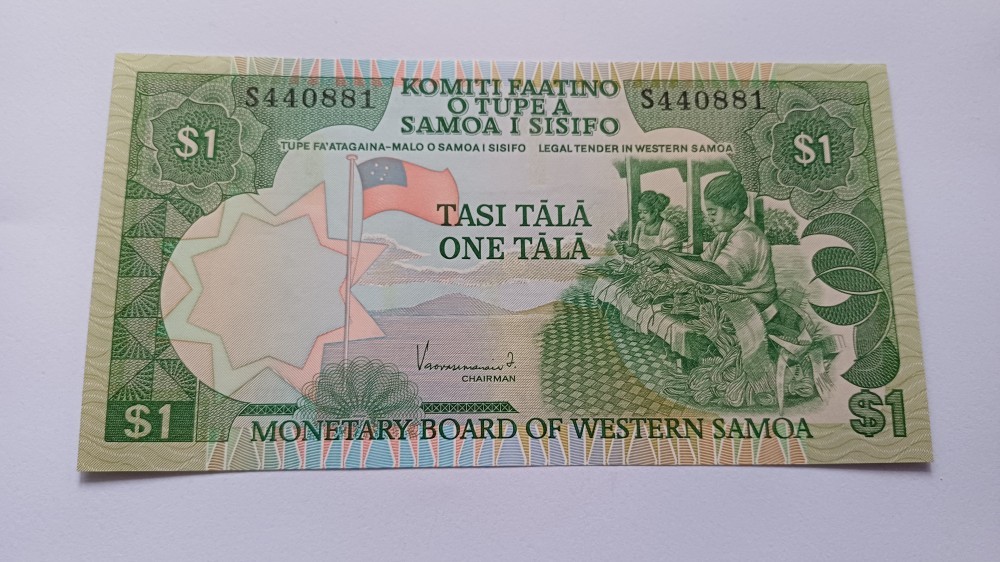 S440881
KOMITI FAATINO
O TUPE A
SAMOA I SISIFO
S440881
$1
$1
TUPE FA'ATAGAINA–MALO O SAMOA I SISIFO LEGAL TENDER IN WESTERN SAMOA
TASI TĀLĀ
ONE TĀLĀ
CHAIRMAN
$1
$1
MONETARY BOARD OF WESTERN SAMOA